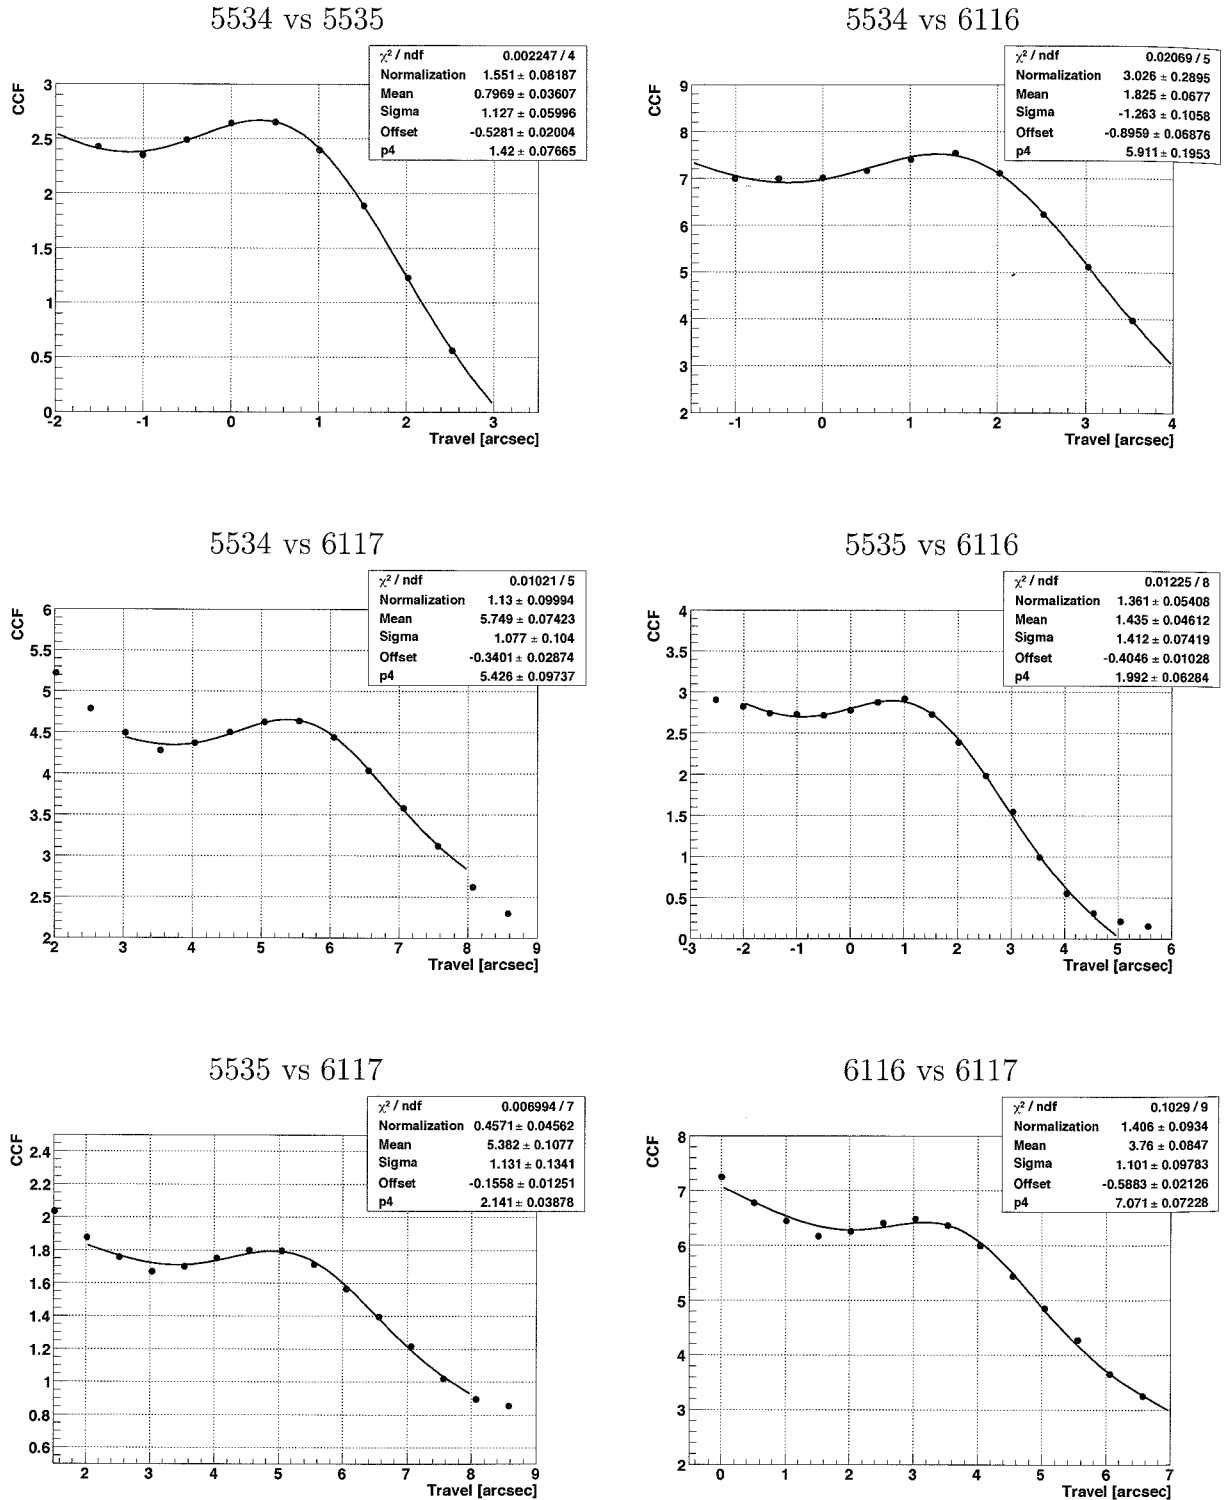 5534 vs 5535
χ² / ndf 0.002247 / 4
Normalization 1.551 ± 0.08187
Mean 0.7969 ± 0.03607
Sigma 1.127 ± 0.05996
Offset -0.5281 ± 0.02004
p4 1.42 ± 0.07665
CCF
3
2.5
2
1.5
1
0.5
0
-2 -1 0 1 2 3
Travel [arcsec]
5534 vs 6116
χ² / ndf 0.02069 / 5
Normalization 3.026 ± 0.2895
Mean 1.825 ± 0.0677
Sigma -1.263 ± 0.1058
Offset -0.8959 ± 0.06876
p4 5.911 ± 0.1953
CCF
9
8
7
6
5
4
3
2
-1 0 1 2 3 4
Travel [arcsec]
5534 vs 6117
χ² / ndf 0.01021 / 5
Normalization 1.13 ± 0.09994
Mean 5.749 ± 0.07423
Sigma 1.077 ± 0.104
Offset -0.3401 ± 0.02874
p4 5.426 ± 0.09737
CCF
6
5.5
5
4.5
4
3.5
3
2.5
2
2 3 4 5 6 7 8 9
Travel [arcsec]
5535 vs 6116
χ² / ndf 0.01225 / 8
Normalization 1.361 ± 0.05408
Mean 1.435 ± 0.04612
Sigma 1.412 ± 0.07419
Offset -0.4046 ± 0.01028
p4 1.992 ± 0.06284
CCF
4
3.5
3
2.5
2
1.5
1
0.5
0
-3 -2 -1 0 1 2 3 4 5 6
Travel [arcsec]
5535 vs 6117
χ² / ndf 0.006994 / 7
Normalization 0.4571 ± 0.04562
Mean 5.382 ± 0.1077
Sigma 1.131 ± 0.1341
Offset -0.1558 ± 0.01251
p4 2.141 ± 0.03878
CCF
2.4
2.2
2
1.8
1.6
1.4
1.2
1
0.8
0.6
2 3 4 5 6 7 8 9
Travel [arcsec]
6116 vs 6117
χ² / ndf 0.1029 / 9
Normalization 1.406 ± 0.0934
Mean 3.76 ± 0.0847
Sigma 1.101 ± 0.09783
Offset -0.5883 ± 0.02126
p4 7.071 ± 0.07228
CCF
8
7
6
5
4
3
2
0 1 2 3 4 5 6 7
Travel [arcsec]